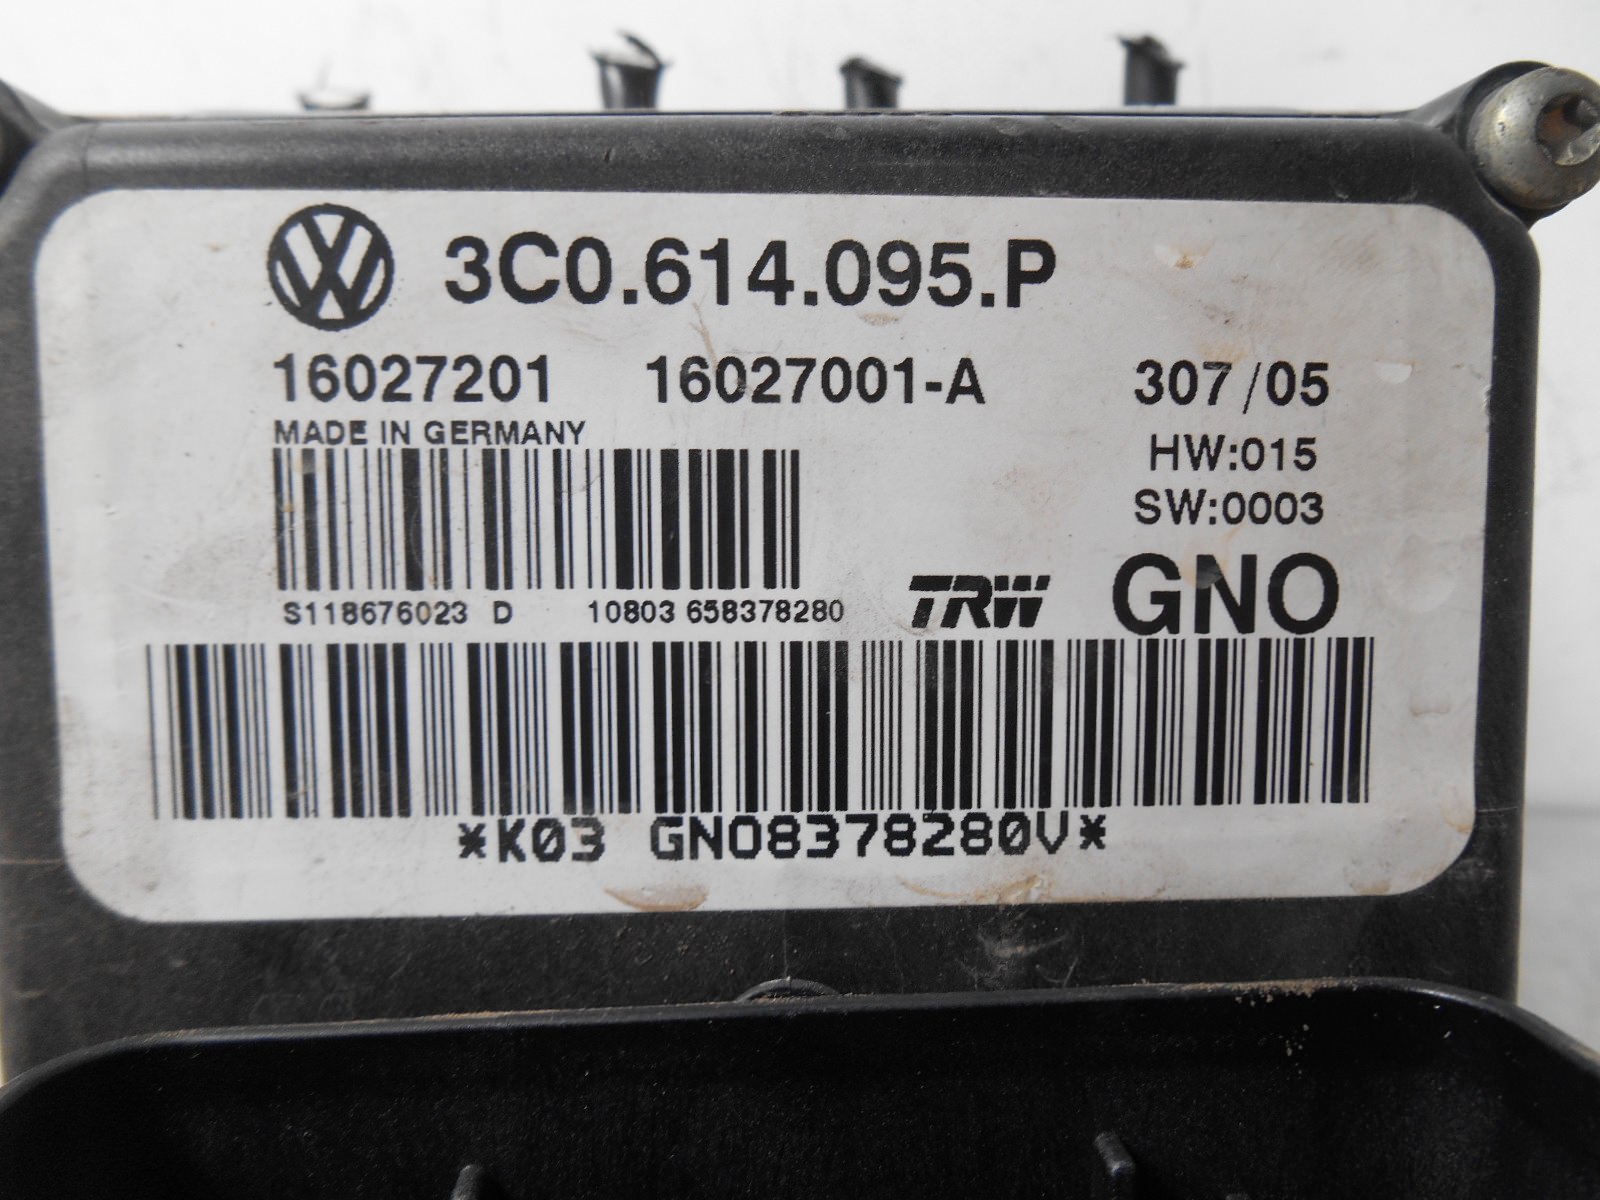 3C0.614.095.P
16027201 16027001-A 307/05
MADE IN GERMANY
HW:015
SW:0003
S118676023 D 10803 658378280
TRW GNO
*K03 GNO8378280V*